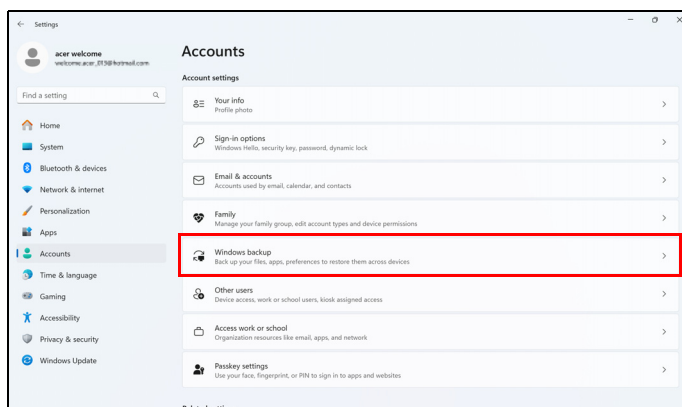 Settings
acer welcome
Find a setting
Home
System
Bluetooth & devices
Network & internet
Personalization
Apps
Accounts
Time & language
Gaming
Accessibility
Privacy & security
Windows Update
Accounts
Account settings
Your info
Profile photo
Sign-in options
Windows Hello, security key, password, dynamic lock
Email & accounts
Accounts used by email, calendar, and contacts
Family
Manage your family group, edit account types and device permissions
Windows backup
Back up your files, apps, preferences to restore them across devices
Other users
Device access, work or school users, kiosk assigned access
Access work or school
Organization resources like email, apps, and network
Passkey settings
Use your face, fingerprint, or PIN to sign in to apps and websites